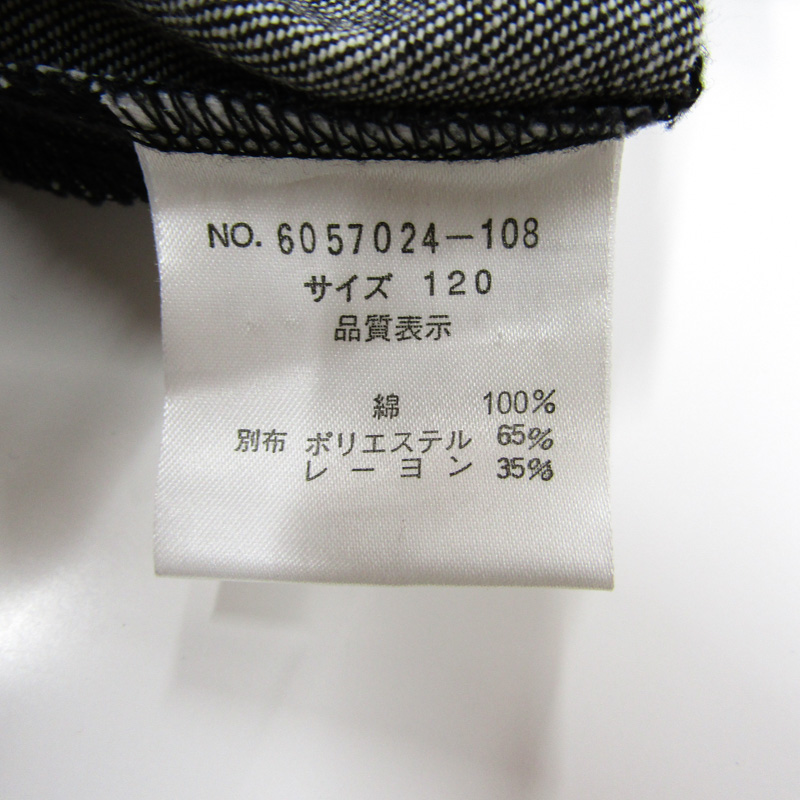 NO. 6057024-108
サイズ 120
品質表示
綿 100%
別布 ポリエステル 65%
レーヨン 35%